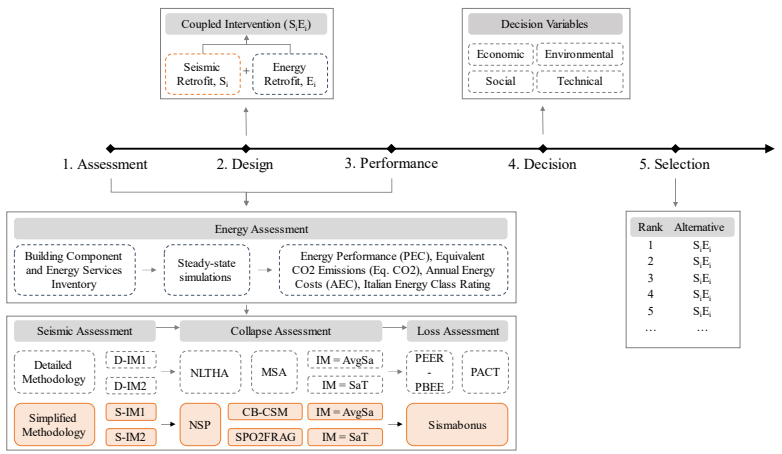 Coupled Intervention (SiEi)
Seismic
Retrofit, Si
+
Energy
Retrofit, Ei
Decision Variables
Economic
Environmental
Social
Technical
1. Assessment
2. Design
3. Performance
4. Decision
5. Selection
Energy Assessment
Building Component
and Energy Services
Inventory
Steady-state
simulations
Energy Performance (PEC), Equivalent
CO2 Emissions (Eq. CO2), Annual Energy
Costs (AEC), Italian Energy Class Rating
Rank Alternative
1 SiEi
2 SiEi
3 SiEi
4 SiEi
5 SiEi
... ...
Seismic Assessment
Collapse Assessment
Loss Assessment
Detailed
Methodology
D-IM1
D-IM2
NLTHA
MSA
IM = AvgSa
IM = SaT
PEER
-
PBEE
PACT
Simplified
Methodology
S-IM1
S-IM2
NSP
CB-CSM
SPO2FRAG
IM = AvgSa
IM = SaT
Sismabonus